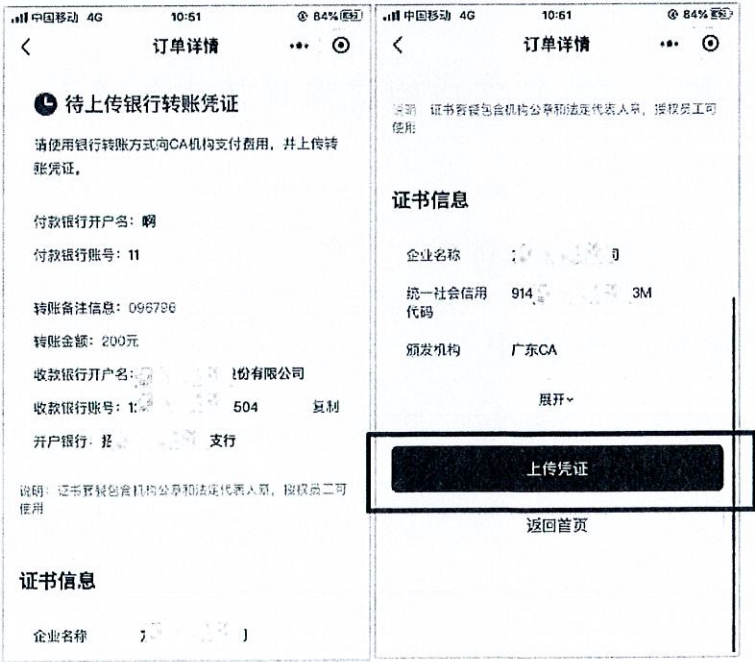 中国移动 4G 10:51 84%
订单详情
待上传银行转账凭证
请使用银行转账方式向CA机构支付费用，并上传转
账凭证。
付款银行开户名：啊
付款银行账号：11
转账备注信息：096796
转账金额：200元
收款银行开户名： 份有限公司
收款银行账号：1 504 复制
开户银行：招 支行
说明：证书套餐包含机构公章和法定代表人章，授权员工可
使用
证书信息
企业名称
中国移动 4G 10:51 84%
订单详情
说明：证书套餐包含机构公章和法定代表人章，授权员工可
使用
证书信息
企业名称 司
统一社会信用 914 3M
代码
颁发机构 广东CA
展开
上传凭证
返回首页